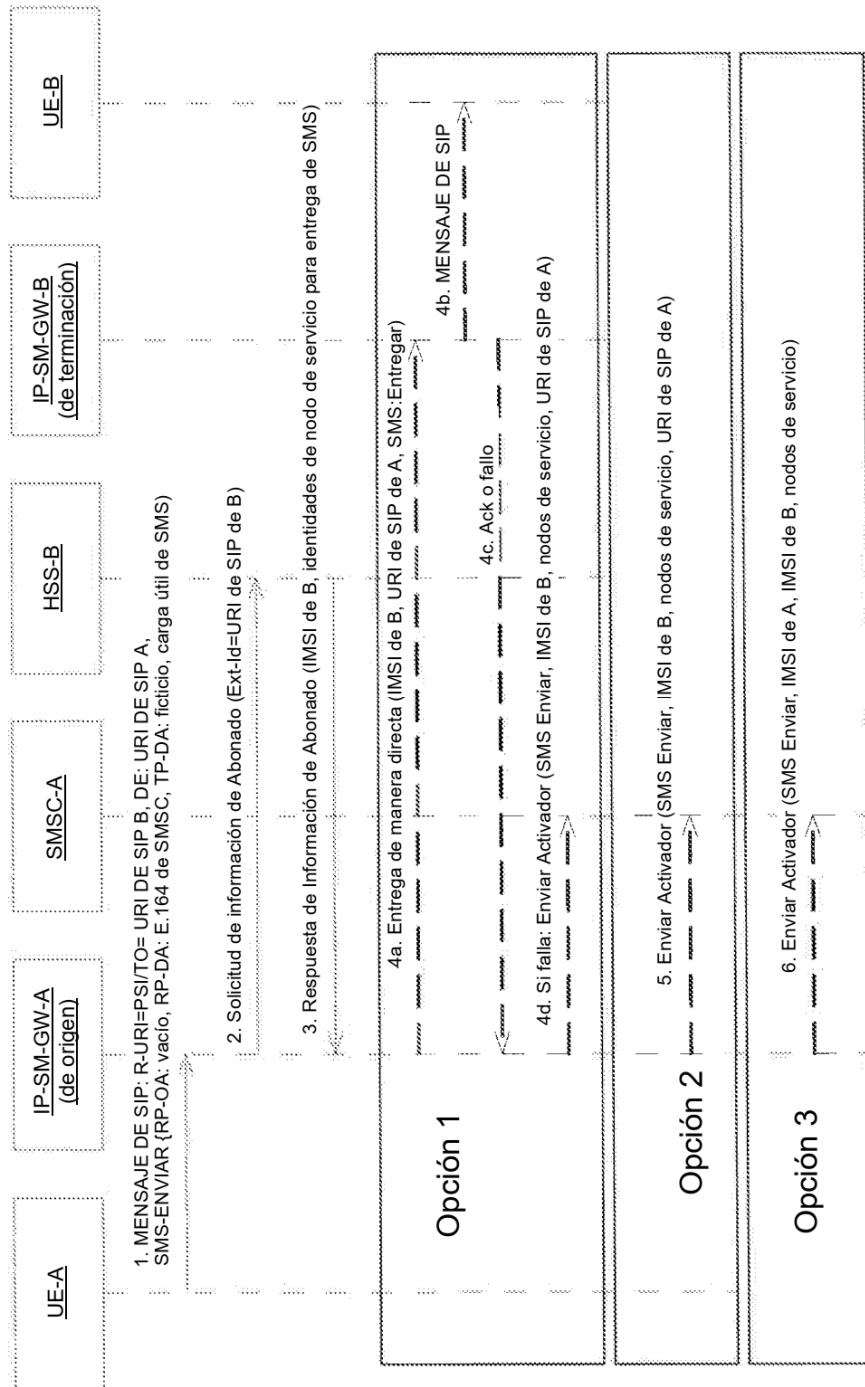 UE-A
IP-SM-GW-A
(de origen)
SMSC-A
HSS-B
IP-SM-GW-B
(de terminación)
UE-B
1. MENSAJE DE SIP: R-URI=PSI/TO= URI DE SIP B, DE: URI DE SIP A,
SMS-ENVIAR {RP-OA: vacío, RP-DA: E.164 de SMSC, TP-DA: ficticio, carga útil de SMS)
2. Solicitud de información de Abonado (Ext-Id=URI de SIP de B)
3. Respuesta de Información de Abonado (IMSI de B, identidades de nodo de servicio para entrega de SMS)
Opción 1
4a. Entrega de manera directa (IMSI de B, URI de SIP de A, SMS:Entregar)
4b. MENSAJE DE SIP
4c. Ack o fallo
4d. Si falla: Enviar Activador (SMS Enviar, IMSI de B, nodos de servicio, URI de SIP de A)
Opción 2
5. Enviar Activador (SMS Enviar, IMSI de B, nodos de servicio, URI de SIP de A)
Opción 3
6. Enviar Activador (SMS Enviar, IMSI de A, IMSI de B, nodos de servicio)